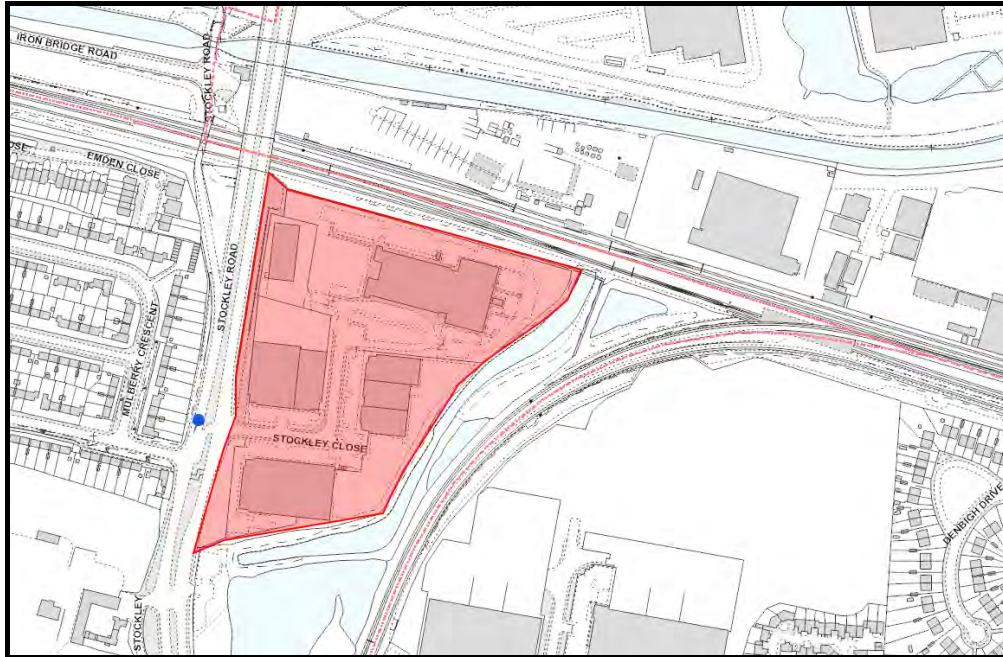 IRON BRIDGE ROAD
STOCKLEY ROAD
EMDEN CLOSE
STOCKLEY ROAD
MULBERRY CRESCENT
STOCKLEY CLOSE
DENBIGH DRIVE
STOCKLEY